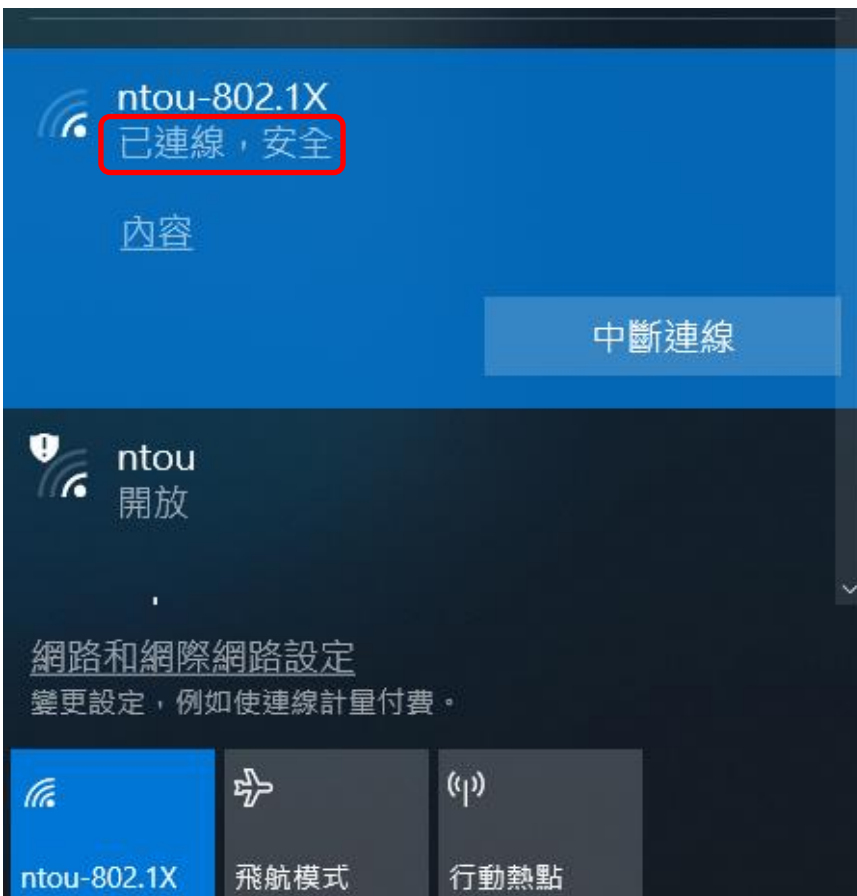 ntou-802.1X
已連線，安全
內容
中斷連線
ntou
開放
網路和網際網路設定
變更設定，例如使連線計量付費。
ntou-802.1X
飛航模式
行動熱點